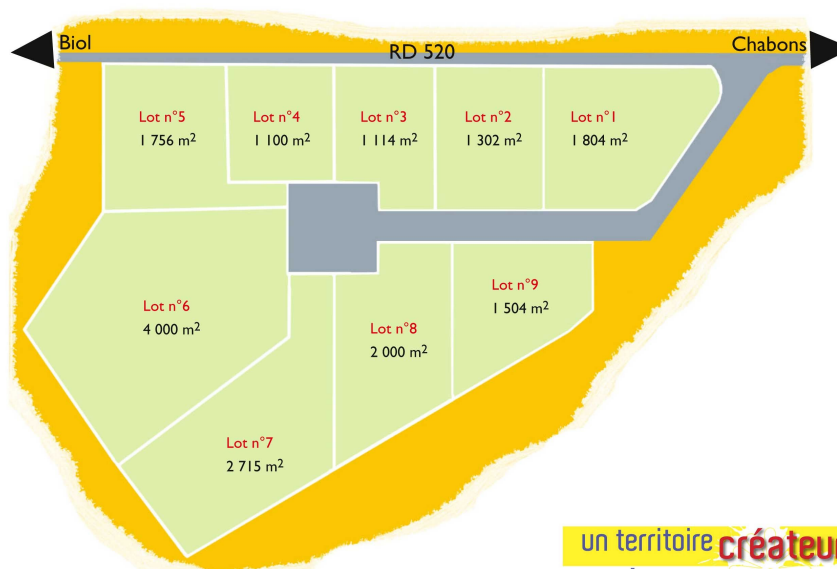 Biol
RD 520
Chabons
Lot n°5
1 756 m²
Lot n°4
1 100 m²
Lot n°3
1 114 m²
Lot n°2
1 302 m²
Lot n°1
1 804 m²
Lot n°6
4 000 m²
Lot n°7
2 715 m²
Lot n°8
2 000 m²
Lot n°9
1 504 m²
un territoire créateur